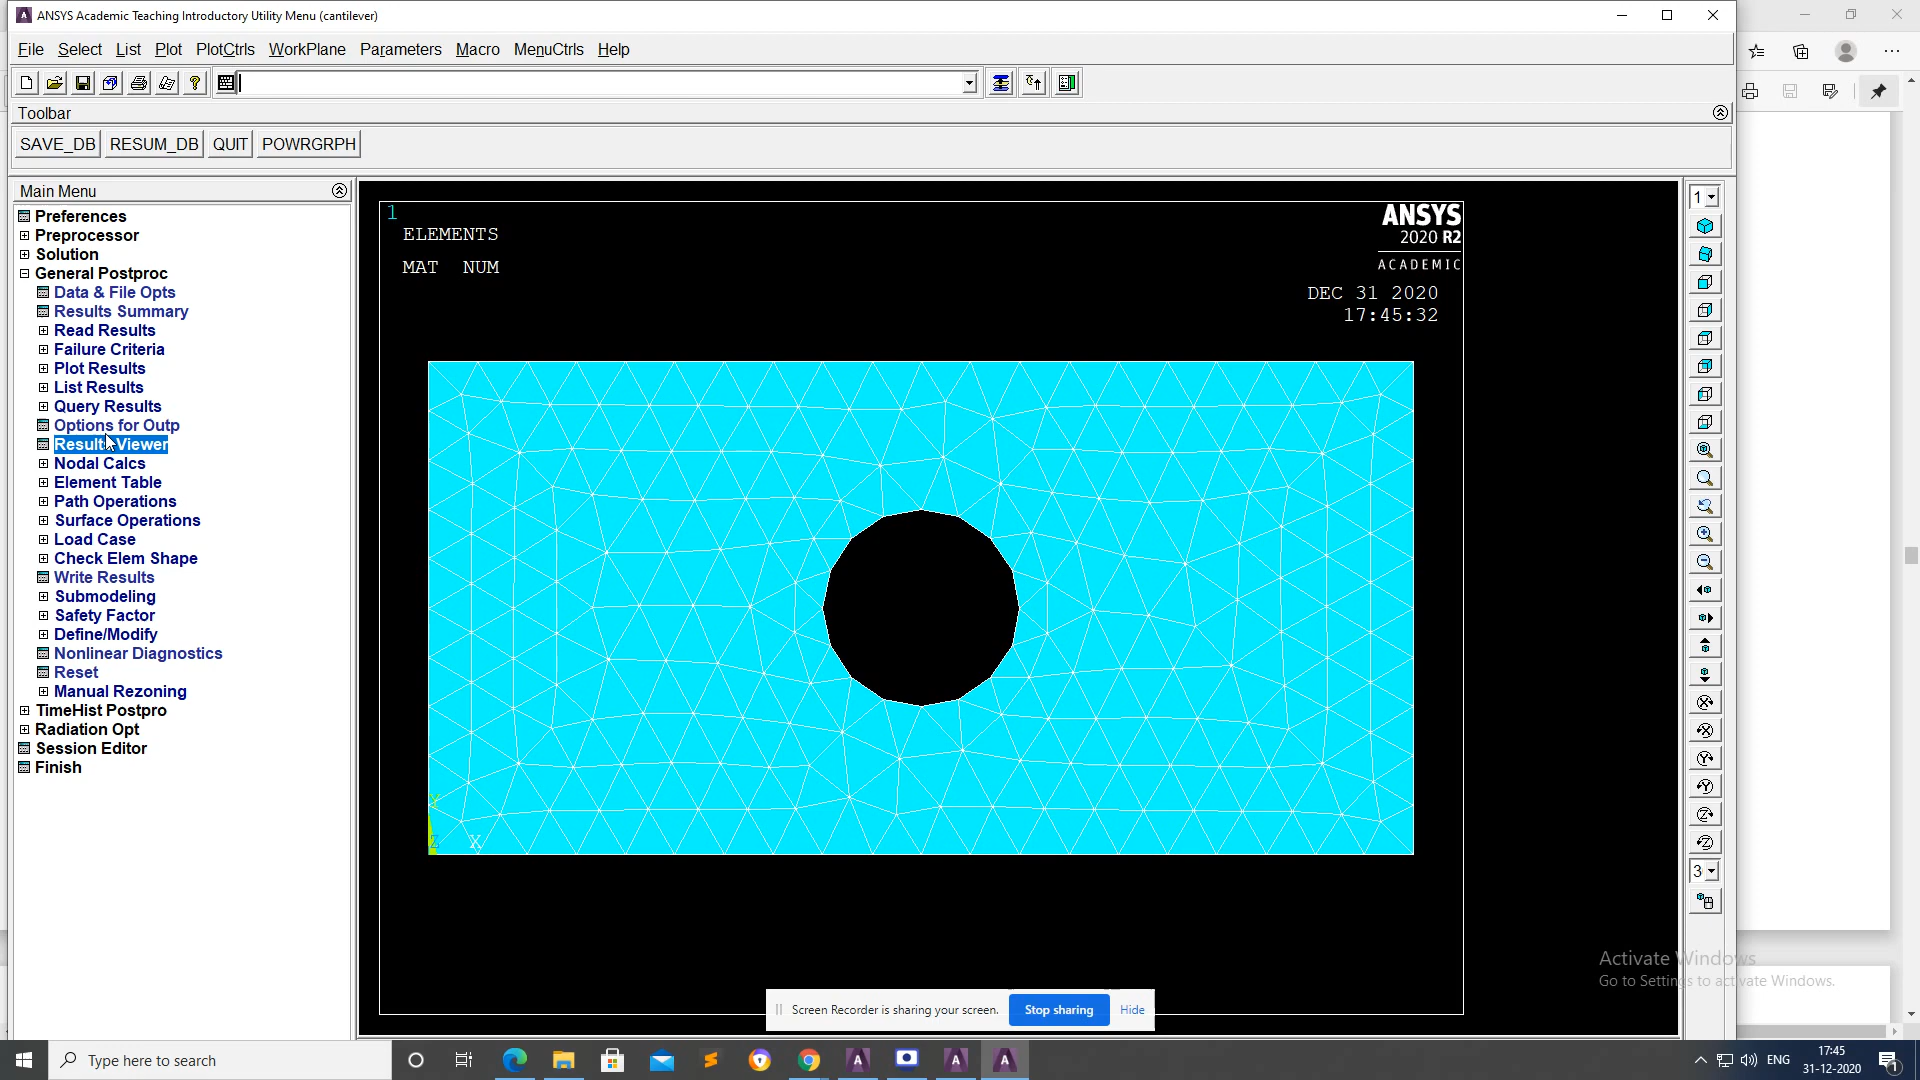 ANSYS Academic Teaching Introductory Utility Menu (cantilever)
File Select List Plot PlotCtrls WorkPlane Parameters Macro MenuCtrls Help
Toolbar
SAVE_DB RESUM_DB QUIT POWRGRPH
Main Menu
Preferences
Preprocessor
Solution
General Postproc
Data & File Opts
Results Summary
Read Results
Failure Criteria
Plot Results
List Results
Query Results
Options for Outp
Results Viewer
Nodal Calcs
Element Table
Path Operations
Surface Operations
Load Case
Check Elem Shape
Write Results
Submodeling
Safety Factor
Define/Modify
Nonlinear Diagnostics
Reset
Manual Rezoning
TimeHist Postpro
Radiation Opt
Session Editor
Finish
1
ELEMENTS
MAT NUM
ANSYS
2020 R2
ACADEMIC
DEC 31 2020
17:45:32
Y
Z X
1
3
Activate Windows
Go to Settings to activate Windows.
Screen Recorder is sharing your screen. Stop sharing Hide
Type here to search
ENG
17:45
31-12-2020
1